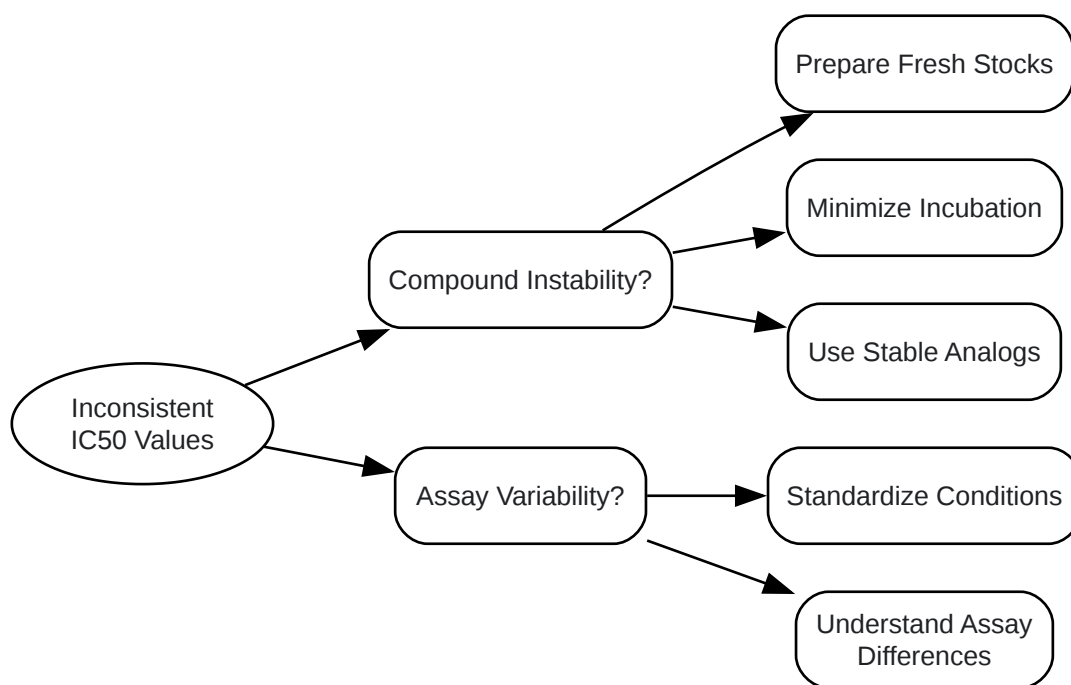 Prepare Fresh Stocks
Minimize Incubation
Compound Instability?
Use Stable Analogs
Inconsistent
IC50 Values
Assay Variability?
Standardize Conditions
Understand Assay
Differences